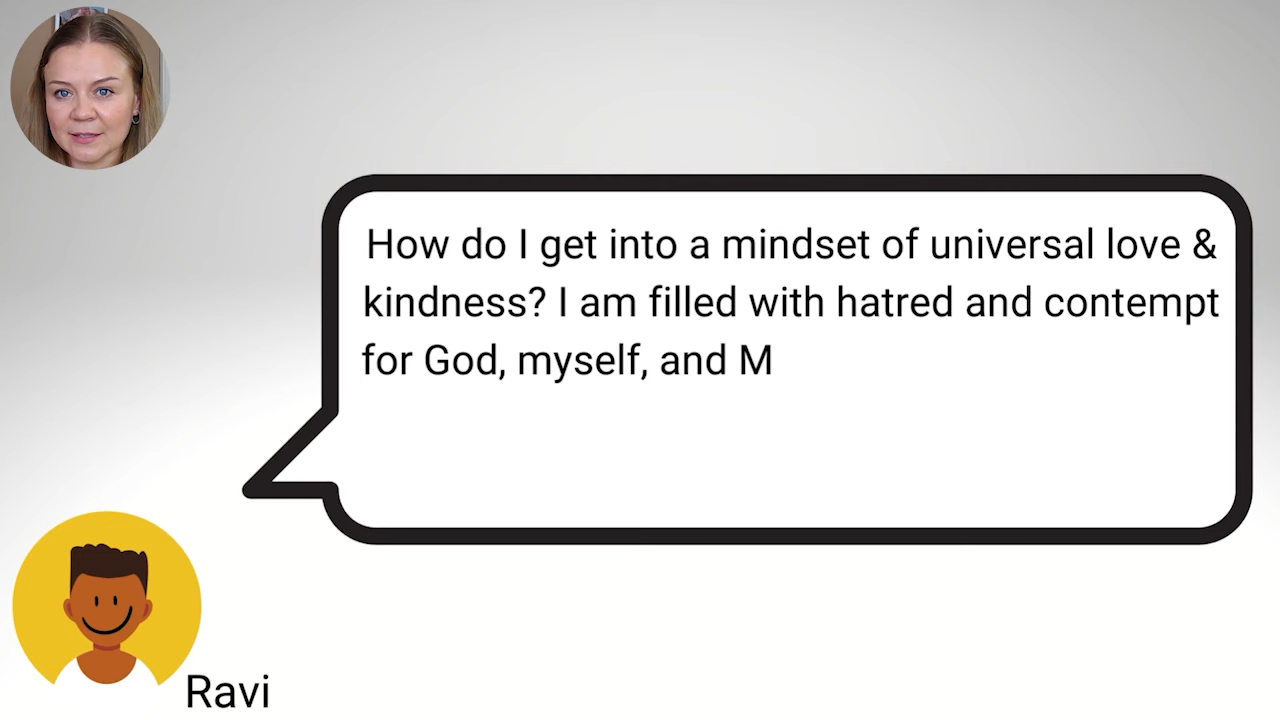 How do I get into a mindset of universal love &
kindness? I am filled with hatred and contempt
for God, myself, and M
Ravi